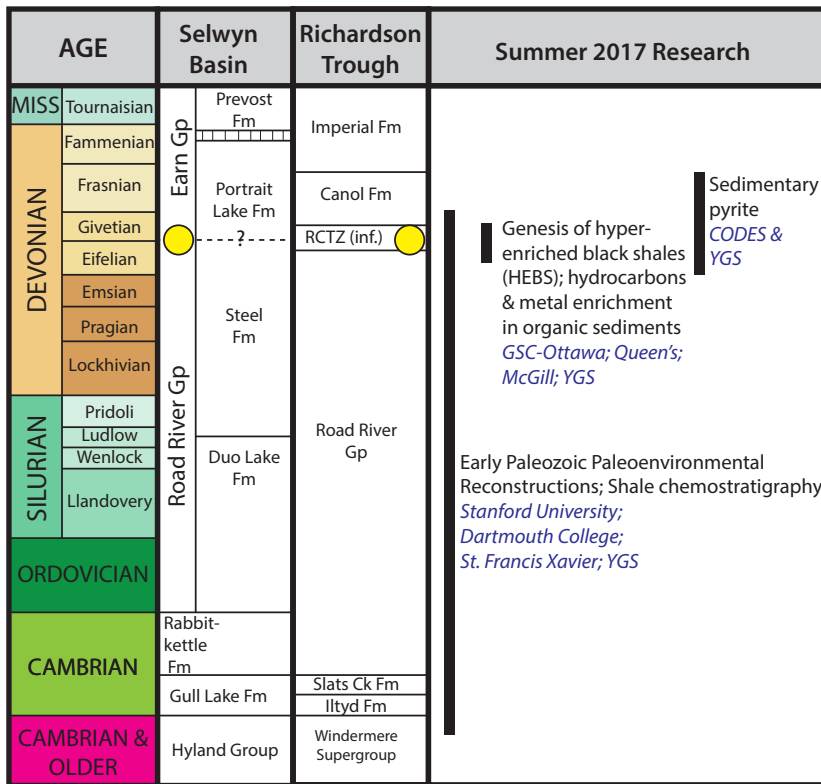 AGE
Selwyn
Basin
Richardson
Trough
Summer 2017 Research
MISS
Tournaisian
DEVONIAN
Fammenian
Frasnian
Givetian
Eifelian
Emsian
Pragian
Lockhivian
SILURIAN
Pridoli
Ludlow
Wenlock
Llandovery
ORDOVICIAN
CAMBRIAN
CAMBRIAN &
OLDER
Earn Gp
Road River Gp
Prevost
Fm
Portrait
Lake Fm
?
Steel
Fm
Duo Lake
Fm
Rabbit-
kettle
Fm
Gull Lake Fm
Hyland Group
Imperial Fm
Canol Fm
RCTZ (inf.)
Road River
Gp
Slats Ck Fm
Iltyd Fm
Windermere
Supergroup
Sedimentary
pyrite
CODES &
YGS
Genesis of hyper-
enriched black shales
(HEBS); hydrocarbons
& metal enrichment
in organic sediments
GSC-Ottawa; Queen's;
McGill; YGS
Early Paleozoic Paleoenvironmental
Reconstructions; Shale chemostratigraphy
Stanford University;
Dartmouth College;
St. Francis Xavier; YGS